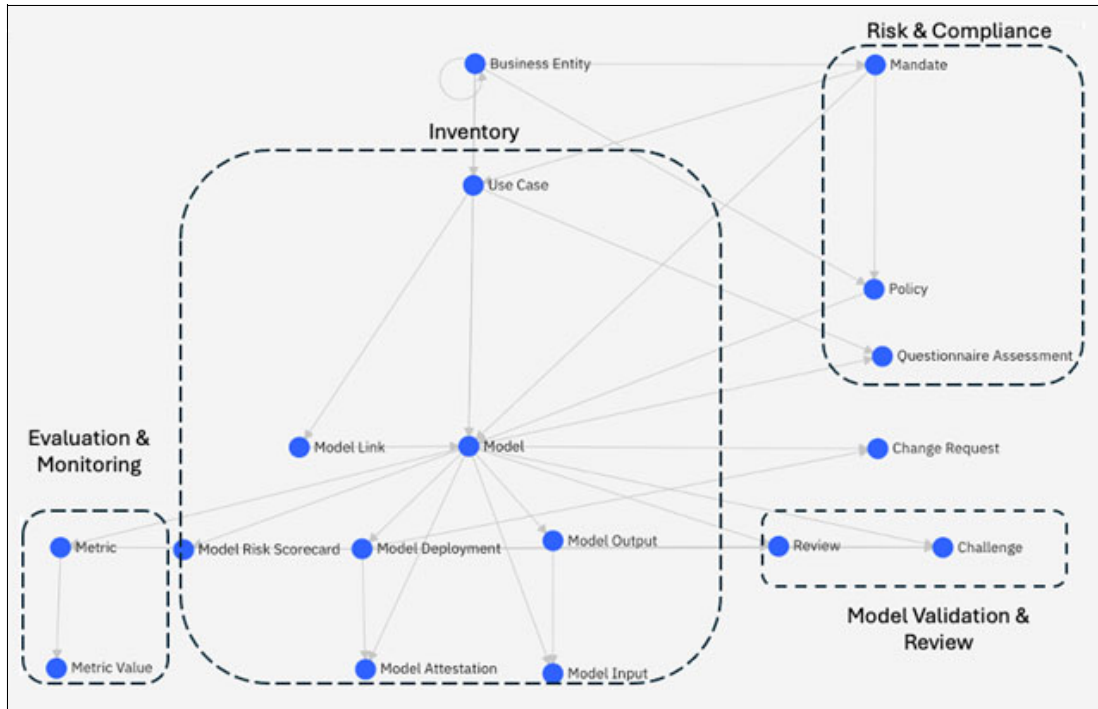 Risk & Compliance
Business Entity
Mandate
Inventory
Use Case
Policy
Questionnaire Assessment
Evaluation &
Monitoring
Model Link
Model
Change Request
Metric
Model Risk Scorecard
Model Deployment
Model Output
Review
Challenge
Model Validation &
Review
Metric Value
Model Attestation
Model Input